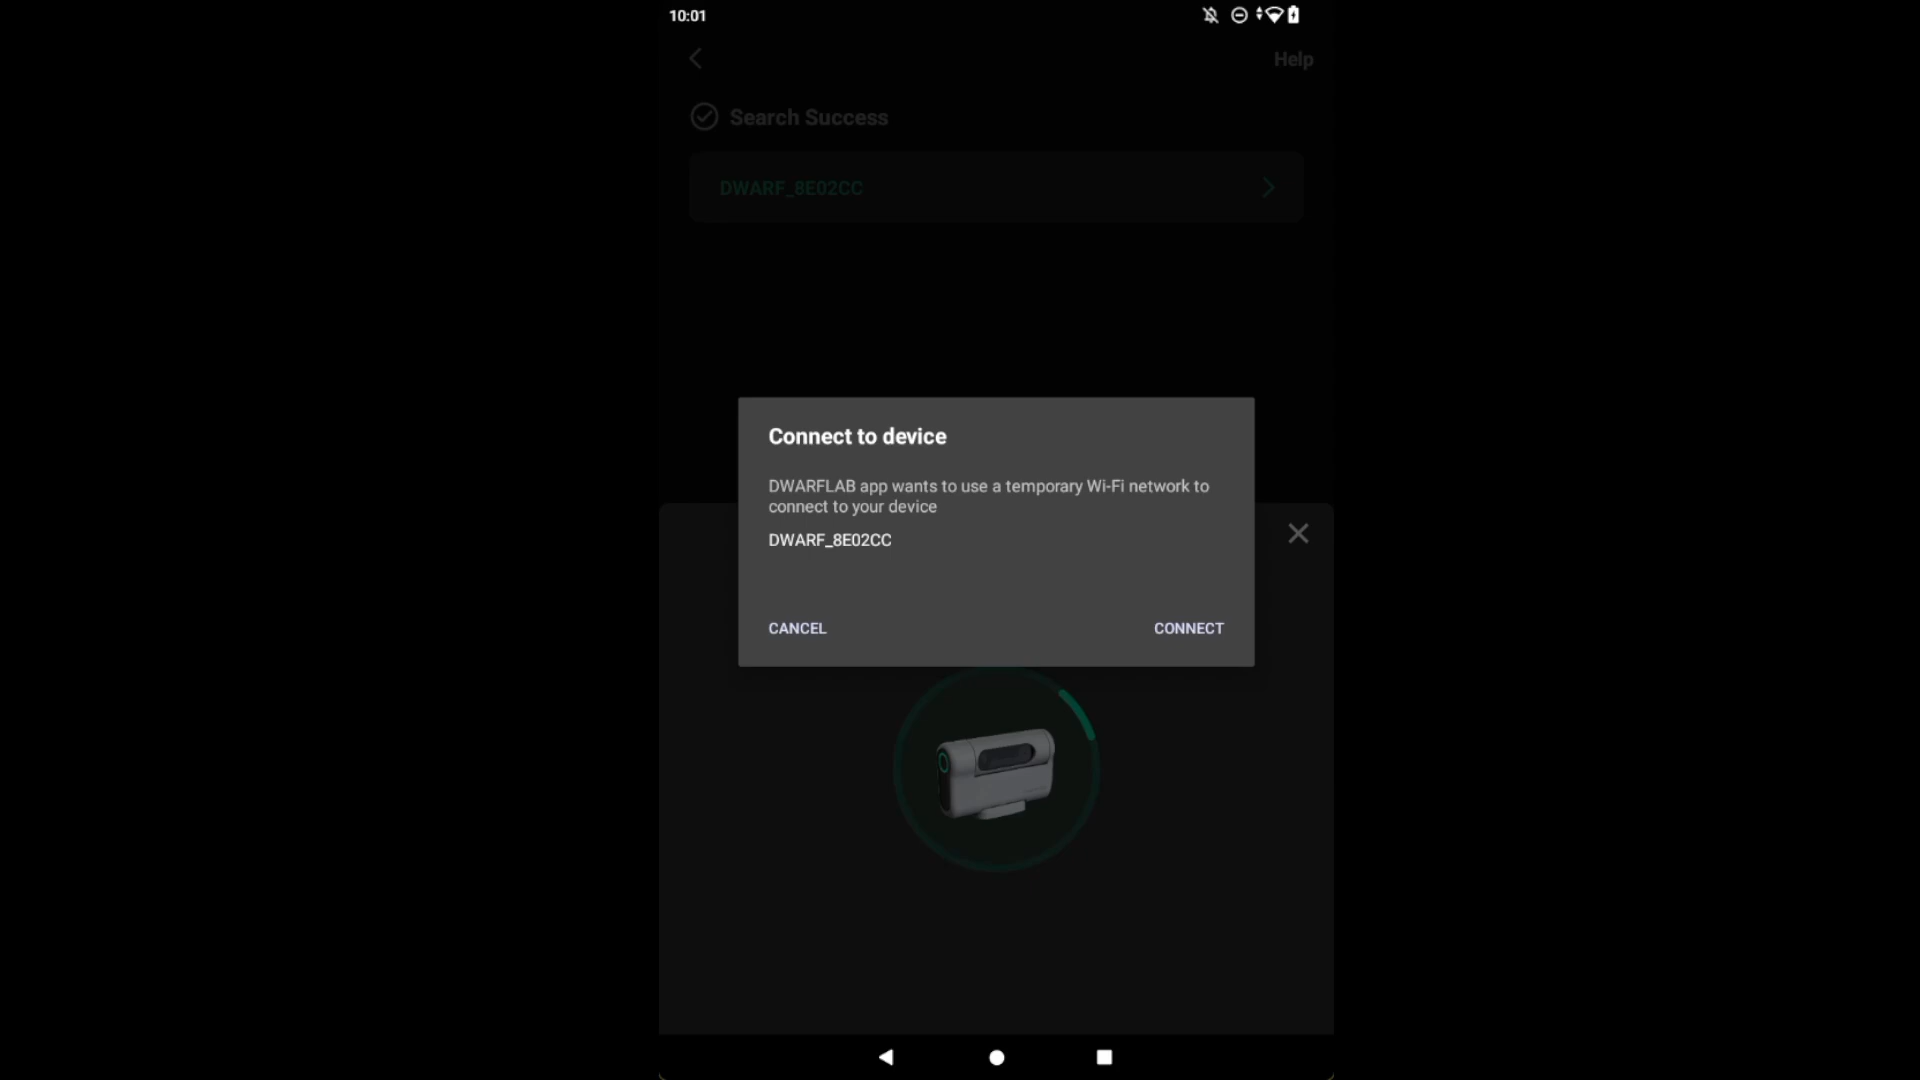 10:01
Help
Search Success
DWARF_8E02CC
Connect to device
DWARFLAB app wants to use a temporary Wi-Fi network to
connect to your device
DWARF_8E02CC
CANCEL
CONNECT